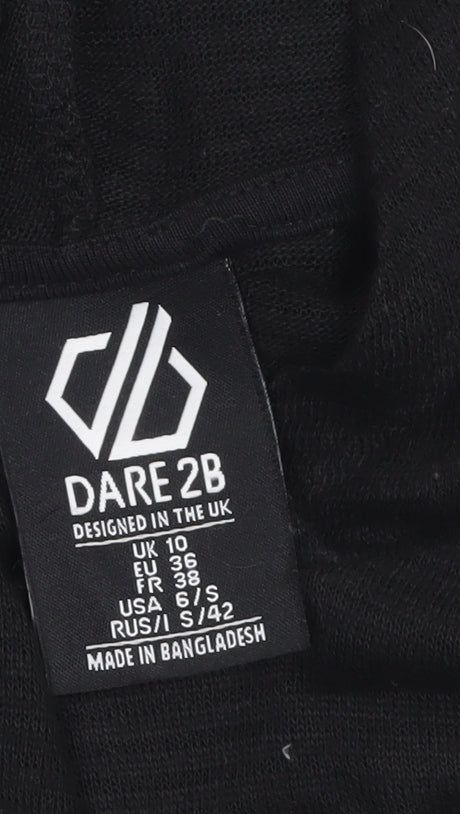 db
DARE 2B
DESIGNED IN THE UK
UK 10
EU 36
FR 38
USA 6/S
RUS/I S/42
MADE IN BANGLADESH